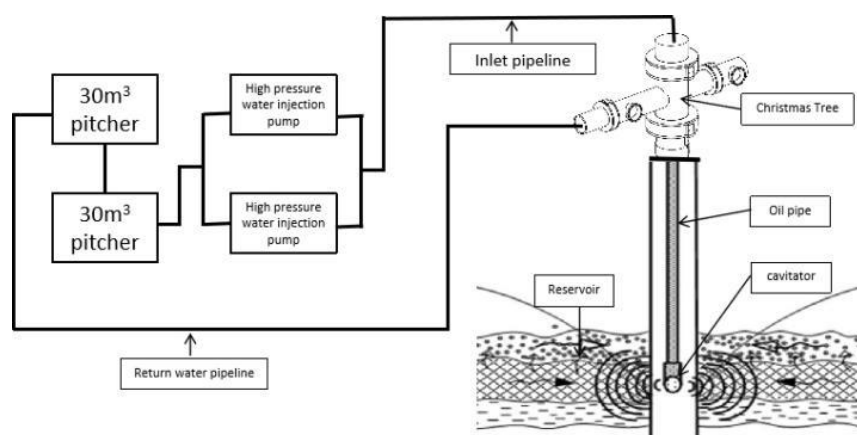 Inlet pipeline
30m³
pitcher
30m³
pitcher
High pressure
water injection
pump
High pressure
water injection
pump
Christmas Tree
Oil pipe
cavitator
Reservoir
Return water pipeline